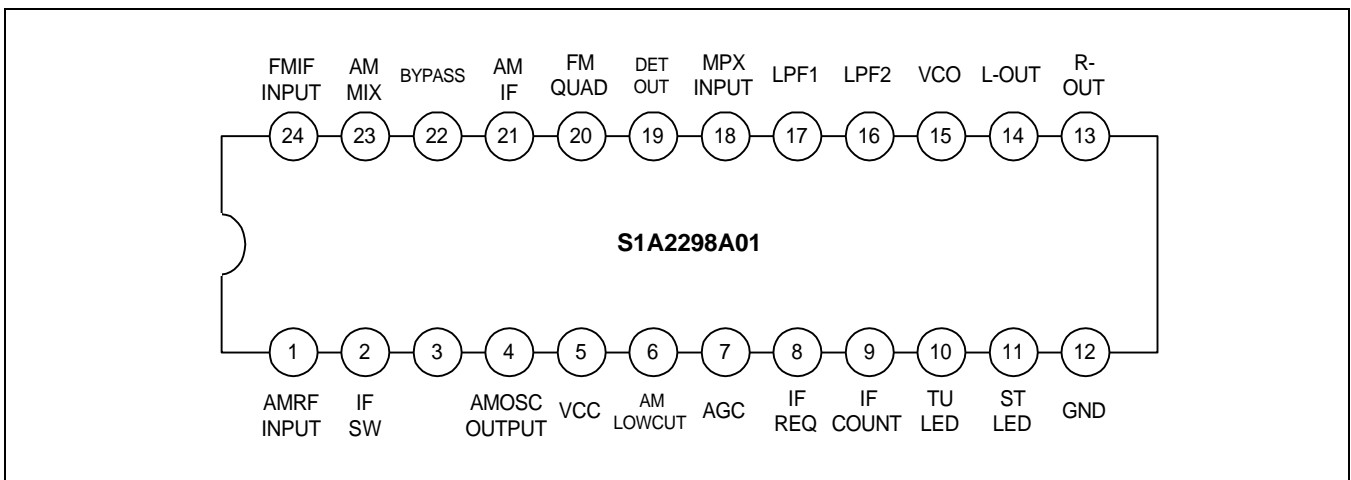 FMIF INPUT
AM MIX
BYPASS
AM IF
FM QUAD
DET OUT
MPX INPUT
LPF1
LPF2
VCO
L-OUT
R-OUT
24 23 22 21 20 19 18 17 16 15 14 13
S1A2298A01
1 2 3 4 5 6 7 8 9 10 11 12
AMRF INPUT
IF SW
AMOSC OUTPUT
VCC
AM LOWCUT
AGC
IF REQ
IF COUNT
TU LED
ST LED
GND